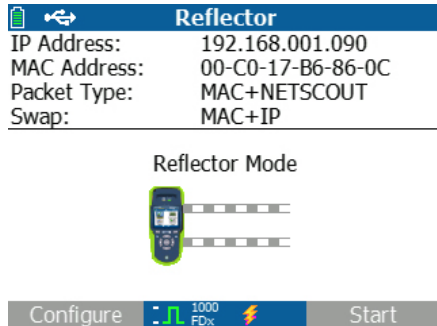 Reflector
IP Address: 192.168.001.090
MAC Address: 00-C0-17-B6-86-0C
Packet Type: MAC+NETSCOUT
Swap: MAC+IP
Reflector Mode
Configure 1000 FDx Start